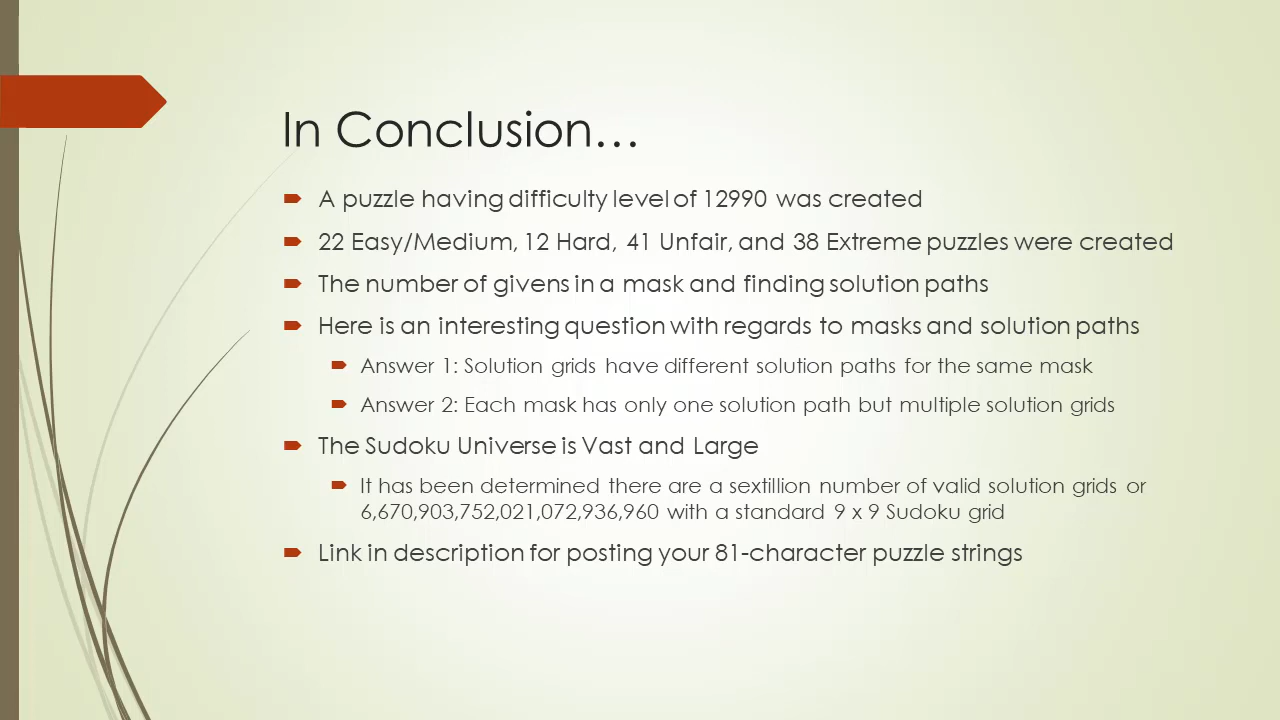 In Conclusion…
A puzzle having difficulty level of 12990 was created
22 Easy/Medium, 12 Hard, 41 Unfair, and 38 Extreme puzzles were created
The number of givens in a mask and finding solution paths
Here is an interesting question with regards to masks and solution paths
Answer 1: Solution grids have different solution paths for the same mask
Answer 2: Each mask has only one solution path but multiple solution grids
The Sudoku Universe is Vast and Large
It has been determined there are a sextillion number of valid solution grids or
6,670,903,752,021,072,936,960 with a standard 9 x 9 Sudoku grid
Link in description for posting your 81-character puzzle strings